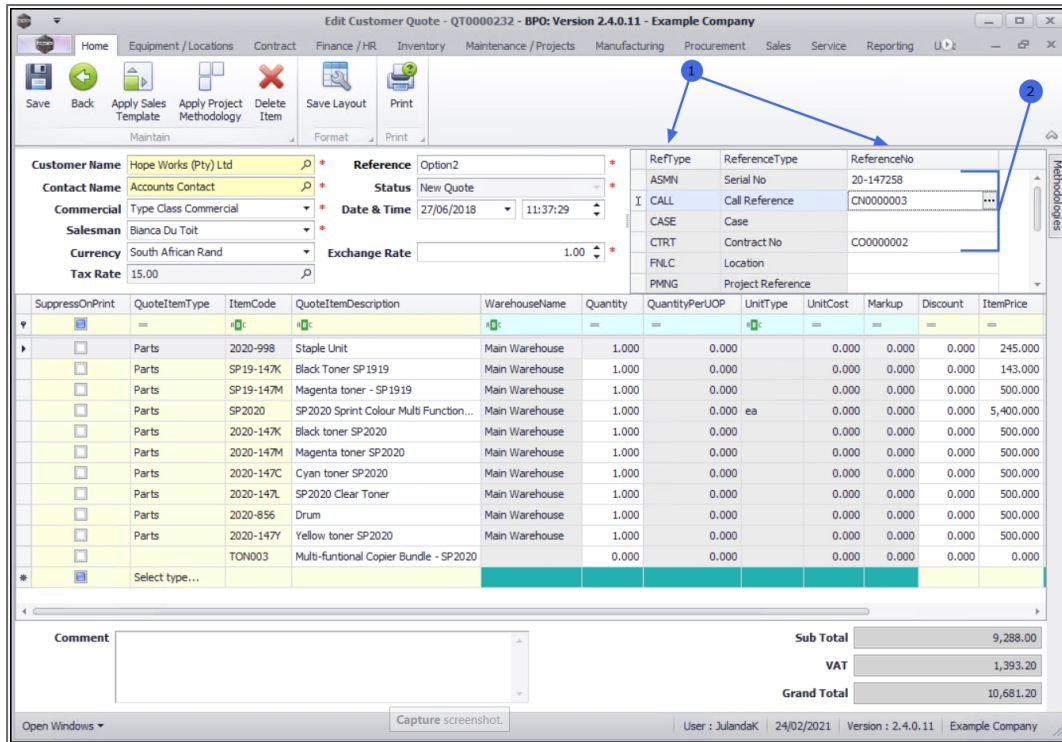 Edit Customer Quote - QT0000232 - BPO: Version 2.4.0.11 - Example Company
Home Equipment / Locations Contract Finance / HR Inventory Maintenance / Projects Manufacturing Procurement Sales Service Reporting
Save Back Apply Sales Template Apply Project Methodology Delete Item Save Layout Print
Maintain Format Print
1
2
Customer Name Hope Works (Pty) Ltd * Reference Option2 *
Contact Name Accounts Contact * Status New Quote *
Commercial Type Class Commercial * Date & Time 27/06/2018 11:37:29
Salesman Bianca Du Toit *
Currency South African Rand Exchange Rate 1.00 *
Tax Rate 15.00
RefType ReferenceType ReferenceNo
ASMN Serial No 20-147258
CALL Call Reference CN0000003 ...
CASE Case
CTRT Contract No CO0000002
FNLC Location
PMNG Project Reference
Methodologies
SuppressOnPrint QuoteItemType ItemCode QuoteItemDescription WarehouseName Quantity QuantityPerUOP UnitType UnitCost Markup Discount ItemPrice
Parts 2020-998 Staple Unit Main Warehouse 1.000 0.000 0.000 0.000 0.000 245.000
Parts SP19-147K Black Toner SP1919 Main Warehouse 1.000 0.000 0.000 0.000 0.000 143.000
Parts SP19-147M Magenta toner - SP1919 Main Warehouse 1.000 0.000 0.000 0.000 0.000 500.000
Parts SP2020 SP2020 Sprint Colour Multi Function... Main Warehouse 1.000 0.000 ea 0.000 0.000 0.000 5,400.000
Parts 2020-147K Black toner SP2020 Main Warehouse 1.000 0.000 0.000 0.000 0.000 500.000
Parts 2020-147M Magenta toner SP2020 Main Warehouse 1.000 0.000 0.000 0.000 0.000 500.000
Parts 2020-147C Cyan toner SP2020 Main Warehouse 1.000 0.000 0.000 0.000 0.000 500.000
Parts 2020-147L SP2020 Clear Toner Main Warehouse 1.000 0.000 0.000 0.000 0.000 500.000
Parts 2020-856 Drum Main Warehouse 1.000 0.000 0.000 0.000 0.000 500.000
Parts 2020-147Y Yellow toner SP2020 Main Warehouse 1.000 0.000 0.000 0.000 0.000 500.000
TON003 Multi-funtional Copier Bundle - SP2020 0.000 0.000 0.000 0.000 0.000 0.000
Select type...
Comment
Sub Total 9,288.00
VAT 1,393.20
Grand Total 10,681.20
Capture screenshot.
Open Windows User : JulandaK 24/02/2021 Version : 2.4.0.11 Example Company